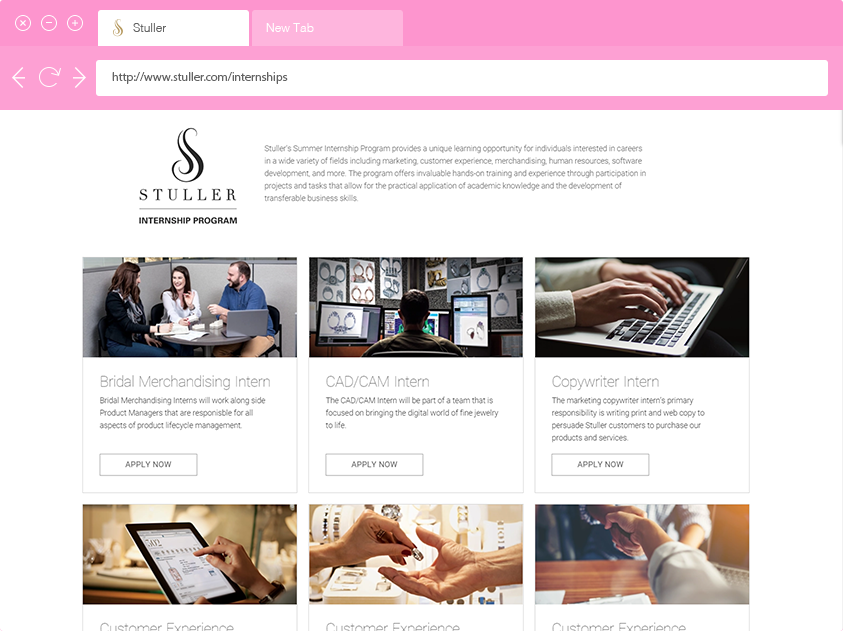 Stuller
New Tab
http://www.stuller.com/internships
STULLER
INTERNSHIP PROGRAM
Stuller's Summer Internship Program provides a unique learning opportunity for individuals interested in careers
in a wide variety of fields including marketing, customer experience, merchandising, human resources, software
development, and more. The program offers invaluable hands-on training and experience through participation in
projects and tasks that allow for the practical application of academic knowledge and the development of
transferable business skills.
Bridal Merchandising Intern
Bridal Merchandising Interns will work along side
Product Managers that are responisble for all
aspects of product lifecycle management.
APPLY NOW
CAD/CAM Intern
The CAD/CAM Intern will be part of a team that is
focused on bringing the digital world of fine jewelry
to life.
APPLY NOW
Copywriter Intern
The marketing copywriter intern's primary
responsibility is writing print and web copy to
persuade Stuller customers to purchase our
products and services.
APPLY NOW
Customer Experience
Customer Experience
Customer Experience